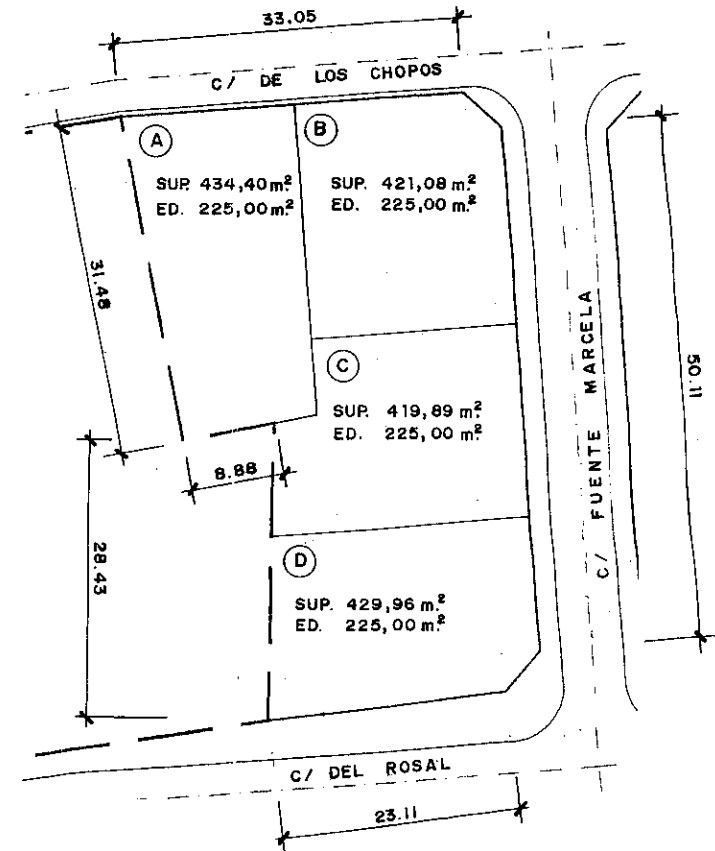 33.05
C/ DE LOS CHOPOS
A
B
SUP. 434,40 m.²
ED. 225,00 m.²
SUP. 421,08 m.²
ED. 225,00 m.²
31.48
C/ FUENTE MARCELA
50.11
C
SUP. 419,89 m.²
ED. 225,00 m.²
8.88
28.43
D
SUP. 429,96 m.²
ED. 225,00 m.²
C/ DEL ROSAL
23.11